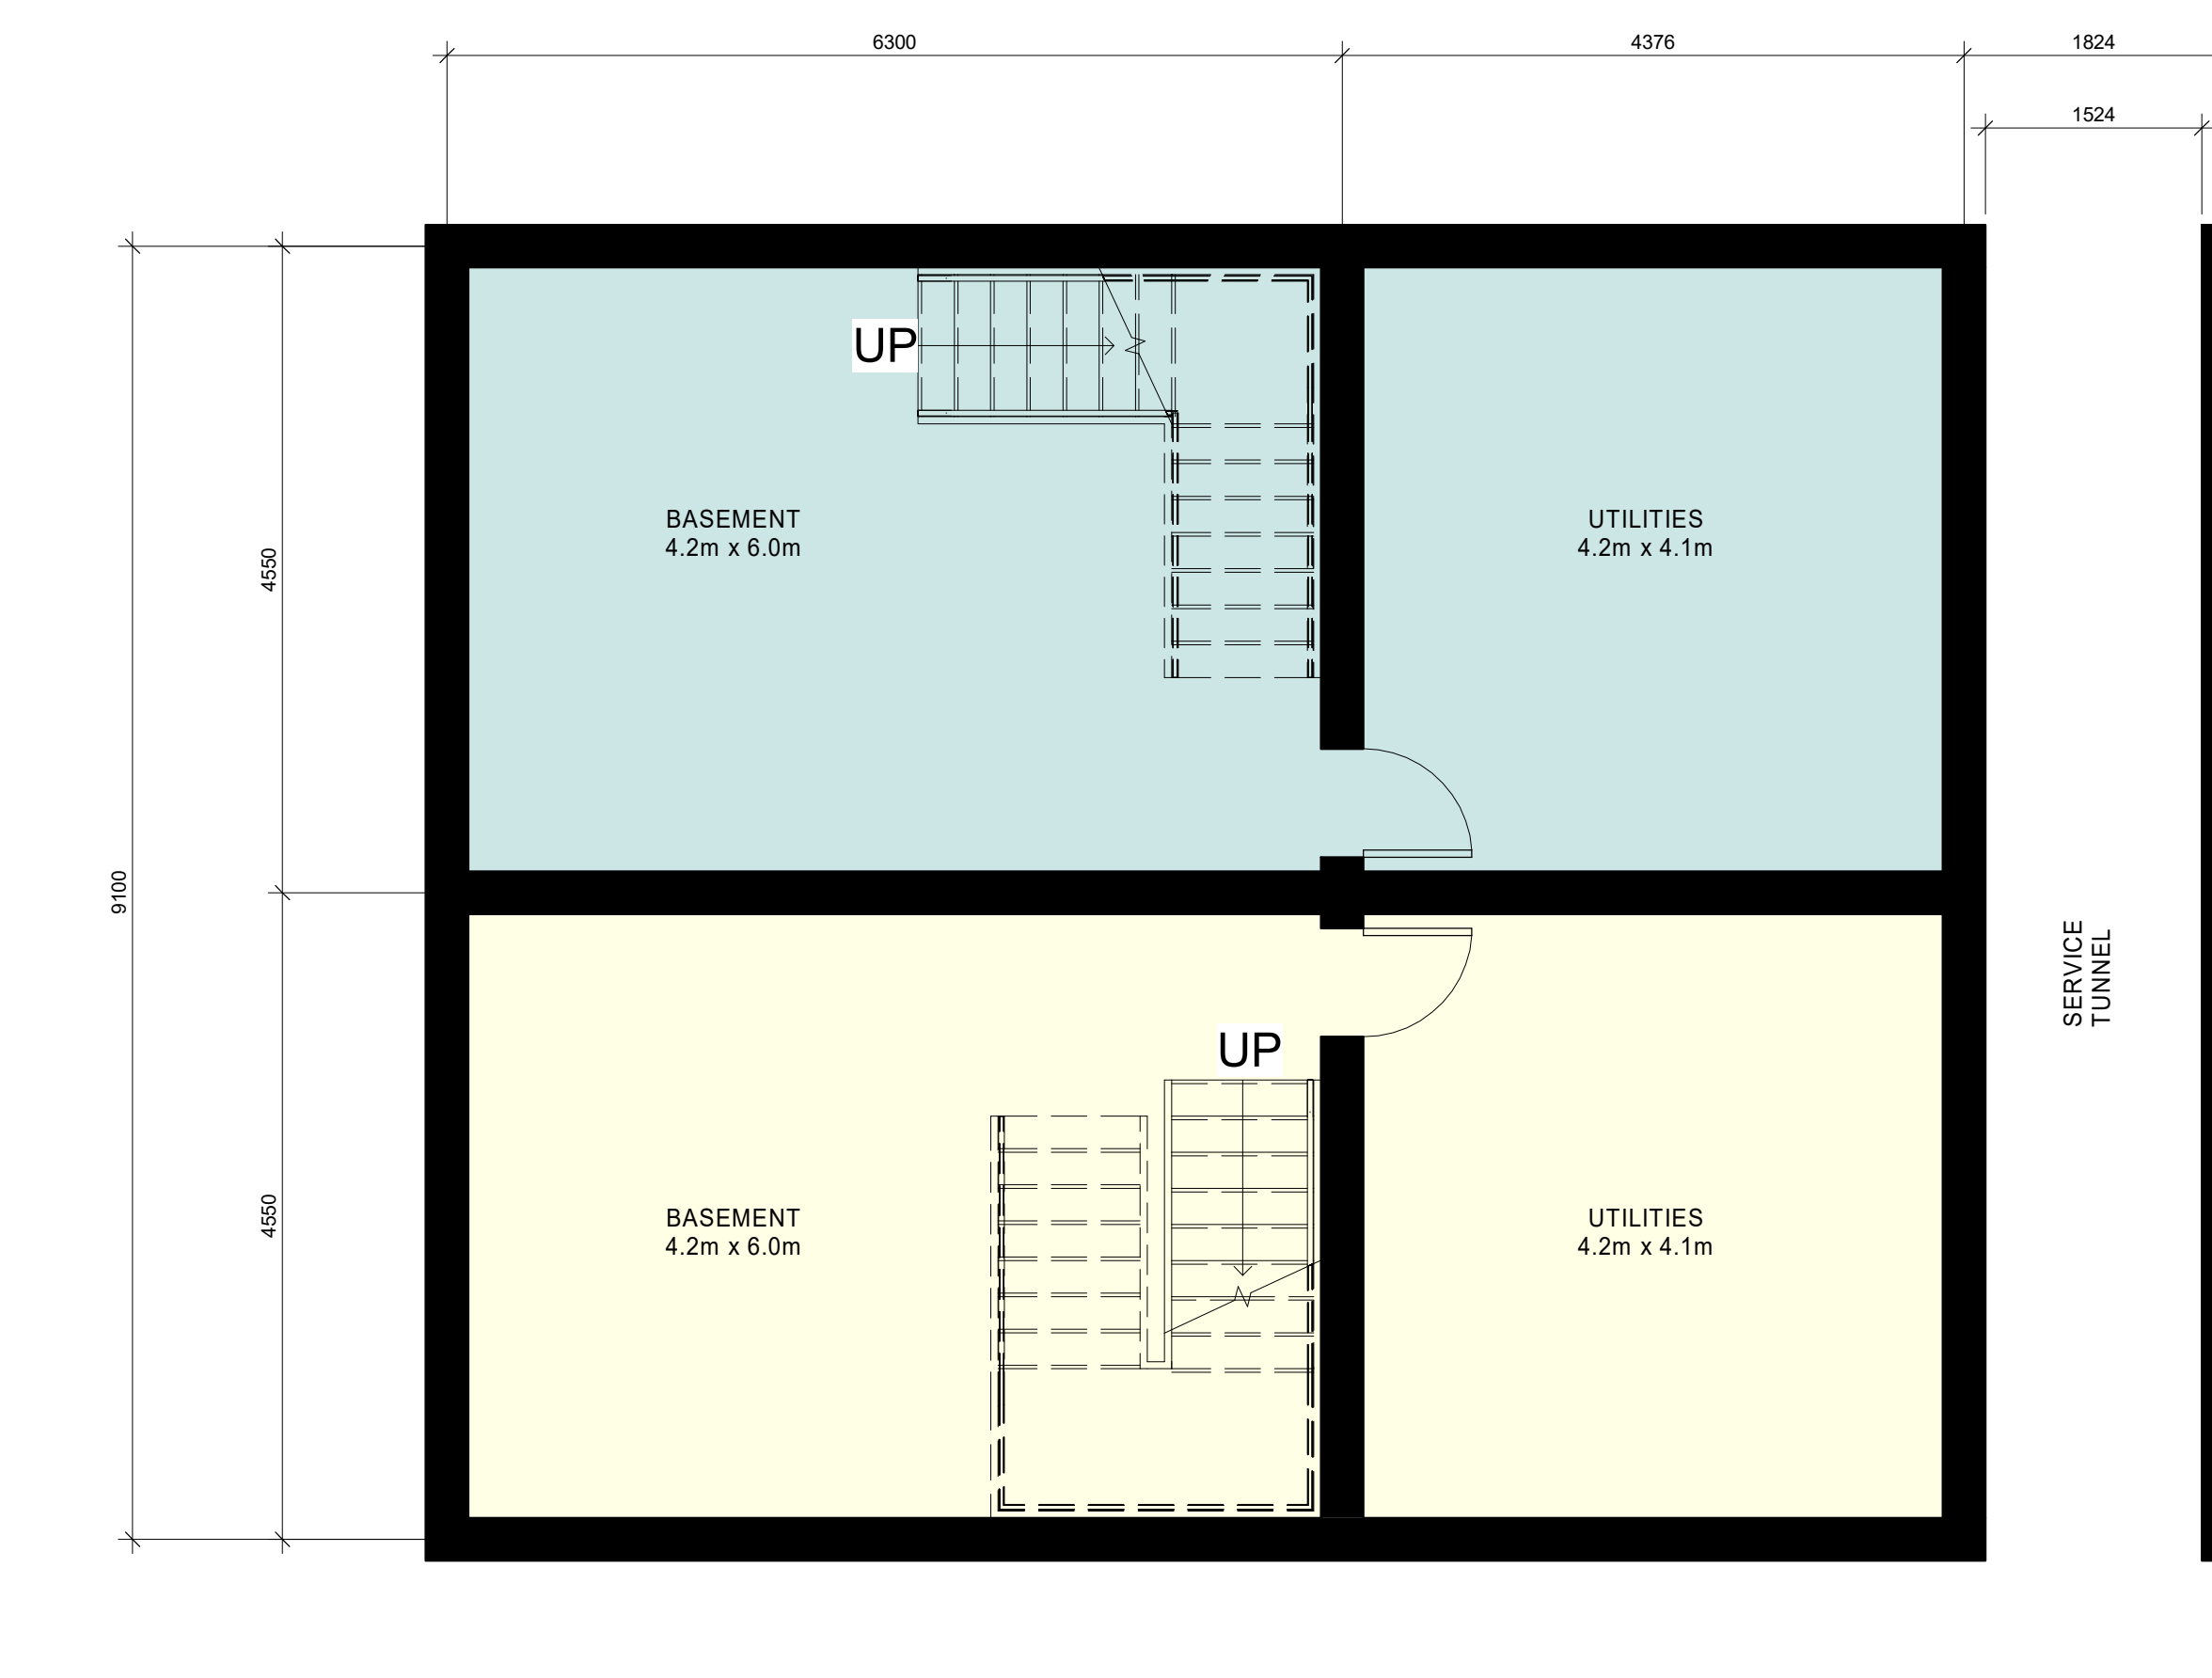 6300
4376
1824
1524
UP
BASEMENT
4.2m x 6.0m
UTILITIES
4.2m x 4.1m
4550
9100
SERVICE
TUNNEL
UP
BASEMENT
4.2m x 6.0m
UTILITIES
4.2m x 4.1m
4550